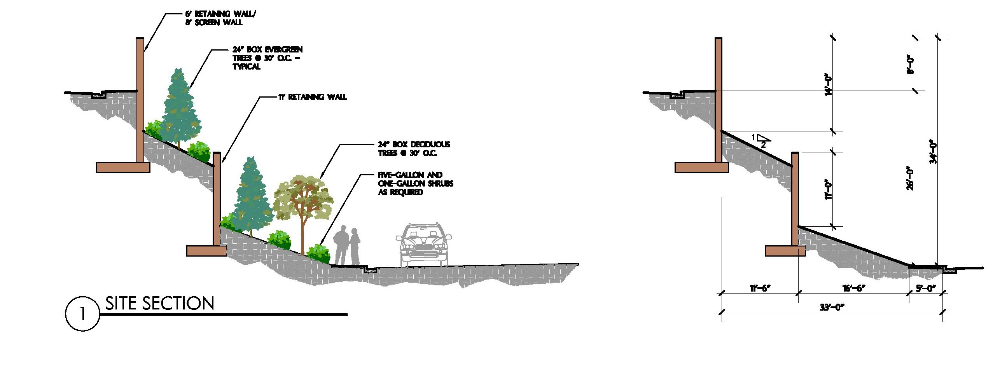 6' RETAINING WALL/
8' SCREEN WALL
24" BOX EVERGREEN
TREES @ 30' O.C. -
TYPICAL
11' RETAINING WALL
24" BOX DECIDUOUS
TREES @ 30' O.C.
FIVE-GALLON AND
ONE-GALLON SHRUBS
AS REQUIRED
1
SITE SECTION
8'-0"
14'-0"
1
2
34'-0"
26'-0"
11'-0"
11'-6"
16'-6"
5'-0"
33'-0"